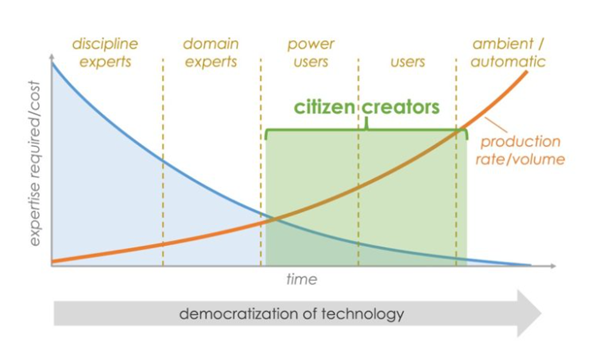 discipline
experts
domain
experts
power
users
users
ambient /
automatic
citizen creators
production
rate/volume
expertise required/cost
time
democratization of technology